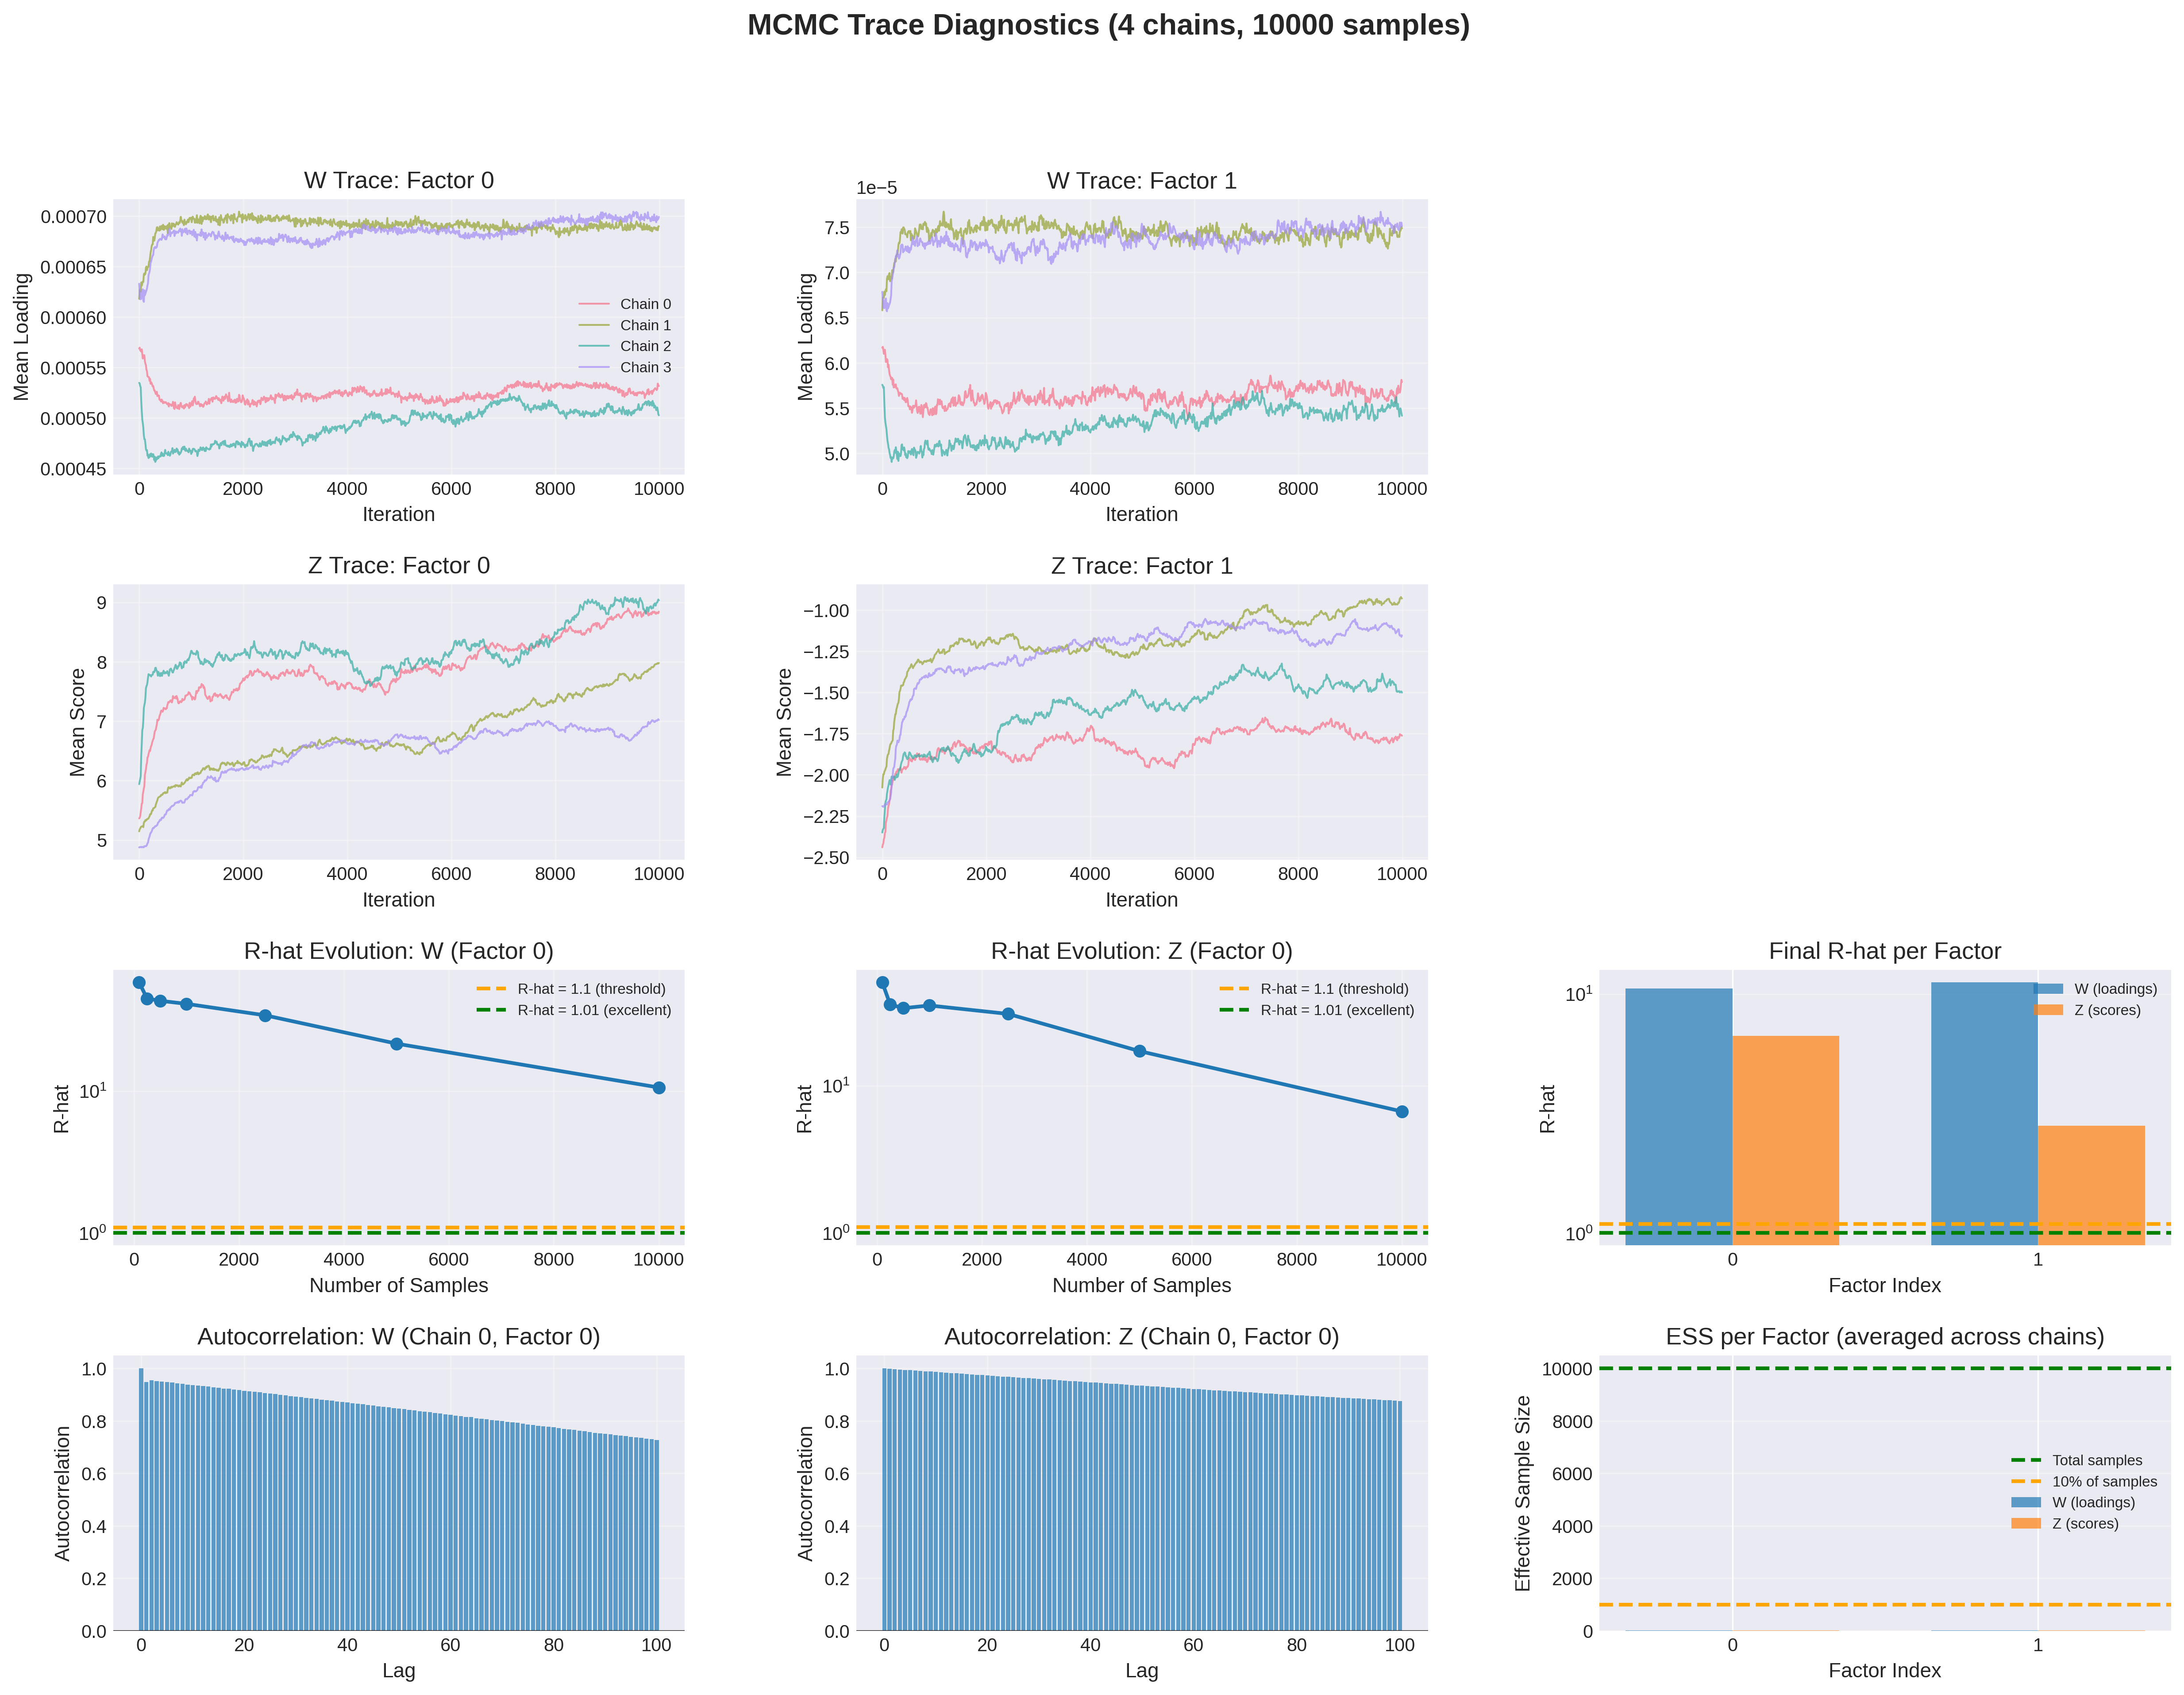 MCMC Trace Diagnostics (4 chains, 10000 samples)
W Trace: Factor 0
0.00070
0.00065
0.00060
0.00055
0.00050
0.00045
Mean Loading
Chain 0
Chain 1
Chain 2
Chain 3
0 2000 4000 6000 8000 10000
Iteration
W Trace: Factor 1
1e−5
7.5
7.0
6.5
6.0
5.5
5.0
Mean Loading
0 2000 4000 6000 8000 10000
Iteration
Z Trace: Factor 0
9
8
7
6
5
Mean Score
0 2000 4000 6000 8000 10000
Iteration
Z Trace: Factor 1
−1.00
−1.25
−1.50
−1.75
−2.00
−2.25
−2.50
Mean Score
0 2000 4000 6000 8000 10000
Iteration
R-hat Evolution: W (Factor 0)
R-hat = 1.1 (threshold)
R-hat = 1.01 (excellent)
10¹
10⁰
R-hat
0 2000 4000 6000 8000 10000
Number of Samples
R-hat Evolution: Z (Factor 0)
R-hat = 1.1 (threshold)
R-hat = 1.01 (excellent)
10¹
10⁰
R-hat
0 2000 4000 6000 8000 10000
Number of Samples
Final R-hat per Factor
W (loadings)
Z (scores)
10¹
10⁰
R-hat
0 1
Factor Index
Autocorrelation: W (Chain 0, Factor 0)
1.0
0.8
0.6
0.4
0.2
0.0
Autocorrelation
0 20 40 60 80 100
Lag
Autocorrelation: Z (Chain 0, Factor 0)
1.0
0.8
0.6
0.4
0.2
0.0
Autocorrelation
0 20 40 60 80 100
Lag
ESS per Factor (averaged across chains)
10000
8000
6000
4000
2000
0
Effective Sample Size
Total samples
10% of samples
W (loadings)
Z (scores)
0 1
Factor Index